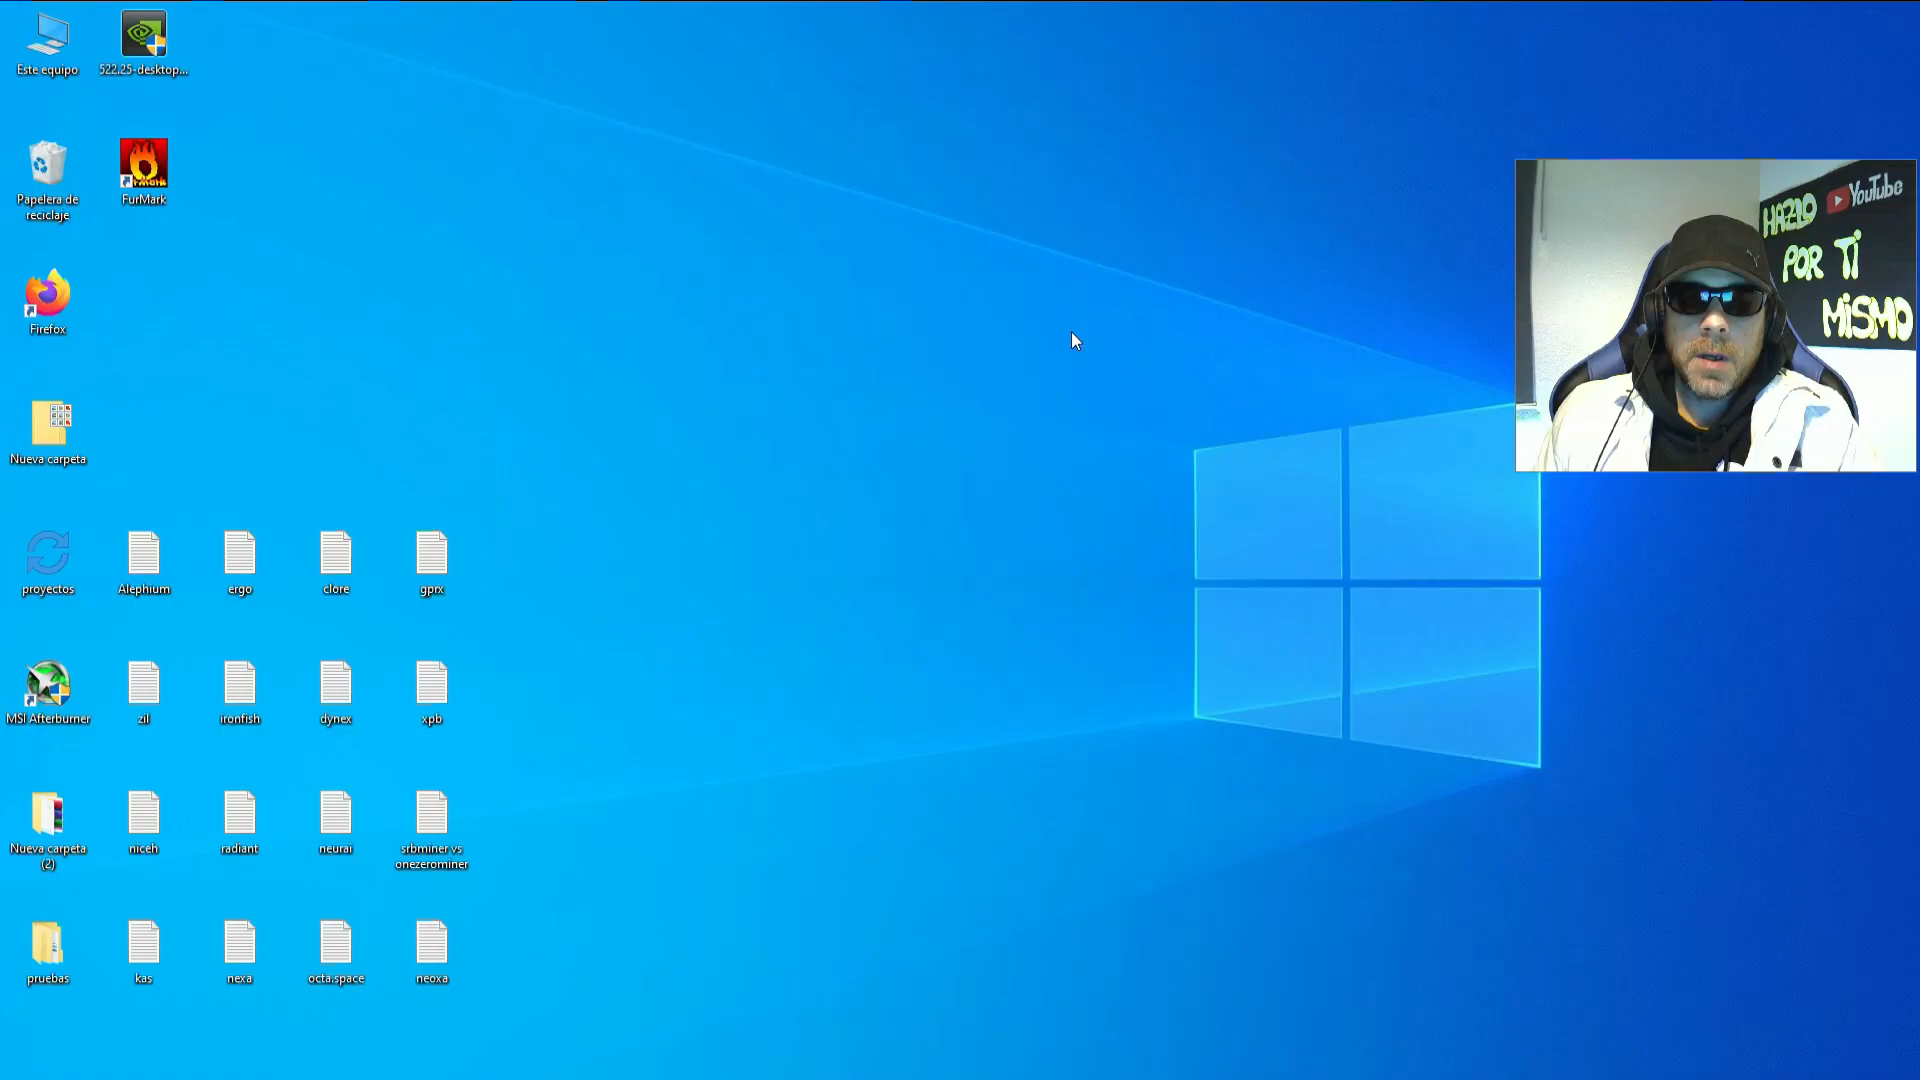 Este equipo
522.25-desktop...
Papelera de
reciclaje
FurMark
Firefox
Nueva carpeta
proyectos
Alephium
ergo
clore
gprx
MSI Afterburner
zil
ironfish
dynex
xpb
Nueva carpeta
(2)
niceh
radiant
neurai
srbminer vs
onezerominer
pruebas
kas
nexa
octa.space
neoxa
YouTube
HAZLO
POR Ti
MiSMO